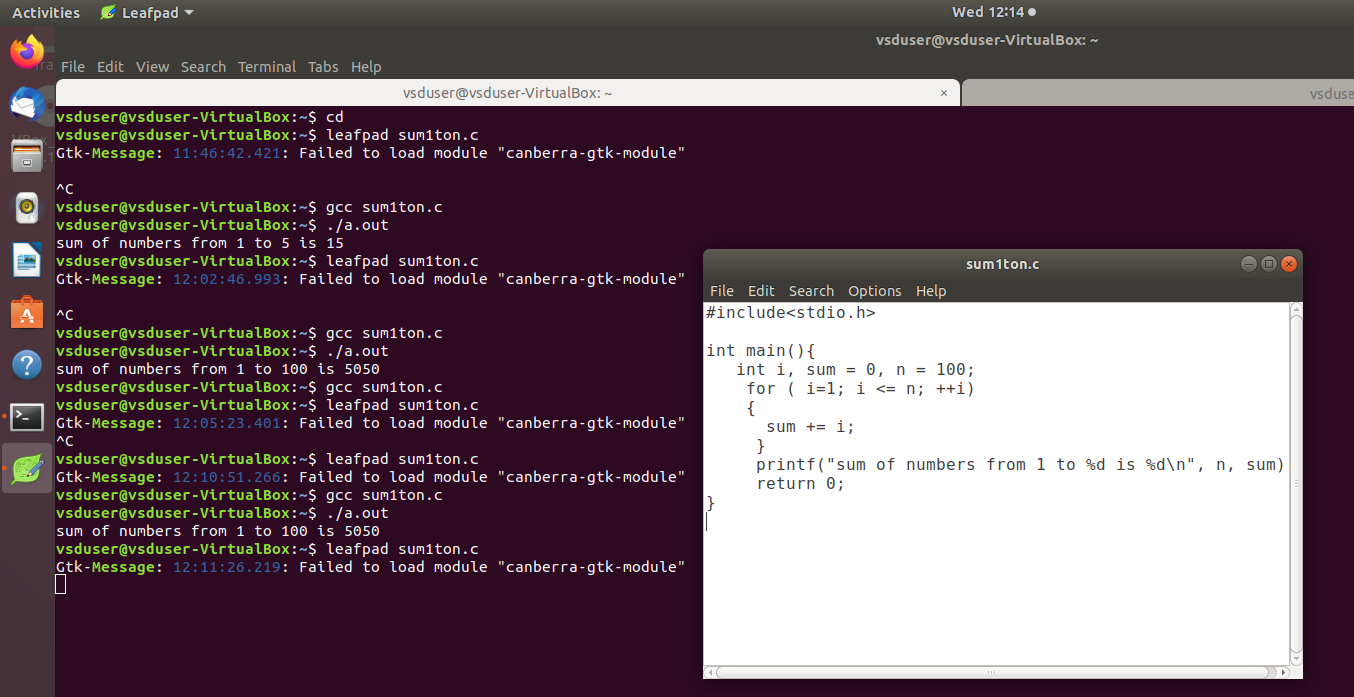 Activities Leafpad Wed 12:14
vsduser@vsduser-VirtualBox: ~
File Edit View Search Terminal Tabs Help
vsduser@vsduser-VirtualBox: ~ × vsduse
vsduser@vsduser-VirtualBox:~$ cd
vsduser@vsduser-VirtualBox:~$ leafpad sum1ton.c
Gtk-Message: 11:46:42.421: Failed to load module "canberra-gtk-module"
^C
vsduser@vsduser-VirtualBox:~$ gcc sum1ton.c
vsduser@vsduser-VirtualBox:~$ ./a.out
sum of numbers from 1 to 5 is 15
vsduser@vsduser-VirtualBox:~$ leafpad sum1ton.c
Gtk-Message: 12:02:46.993: Failed to load module "canberra-gtk-module"
^C
vsduser@vsduser-VirtualBox:~$ gcc sum1ton.c
vsduser@vsduser-VirtualBox:~$ ./a.out
sum of numbers from 1 to 100 is 5050
vsduser@vsduser-VirtualBox:~$ gcc sum1ton.c
vsduser@vsduser-VirtualBox:~$ leafpad sum1ton.c
Gtk-Message: 12:05:23.401: Failed to load module "canberra-gtk-module"
^C
vsduser@vsduser-VirtualBox:~$ leafpad sum1ton.c
Gtk-Message: 12:10:51.266: Failed to load module "canberra-gtk-module"
vsduser@vsduser-VirtualBox:~$ gcc sum1ton.c
vsduser@vsduser-VirtualBox:~$ ./a.out
sum of numbers from 1 to 100 is 5050
vsduser@vsduser-VirtualBox:~$ leafpad sum1ton.c
Gtk-Message: 12:11:26.219: Failed to load module "canberra-gtk-module"
sum1ton.c
File Edit Search Options Help
#include<stdio.h>
int main(){
int i, sum = 0, n = 100;
for ( i=1; i <= n; ++i)
{
sum += i;
}
printf("sum of numbers from 1 to %d is %d\n", n, sum)
return 0;
}